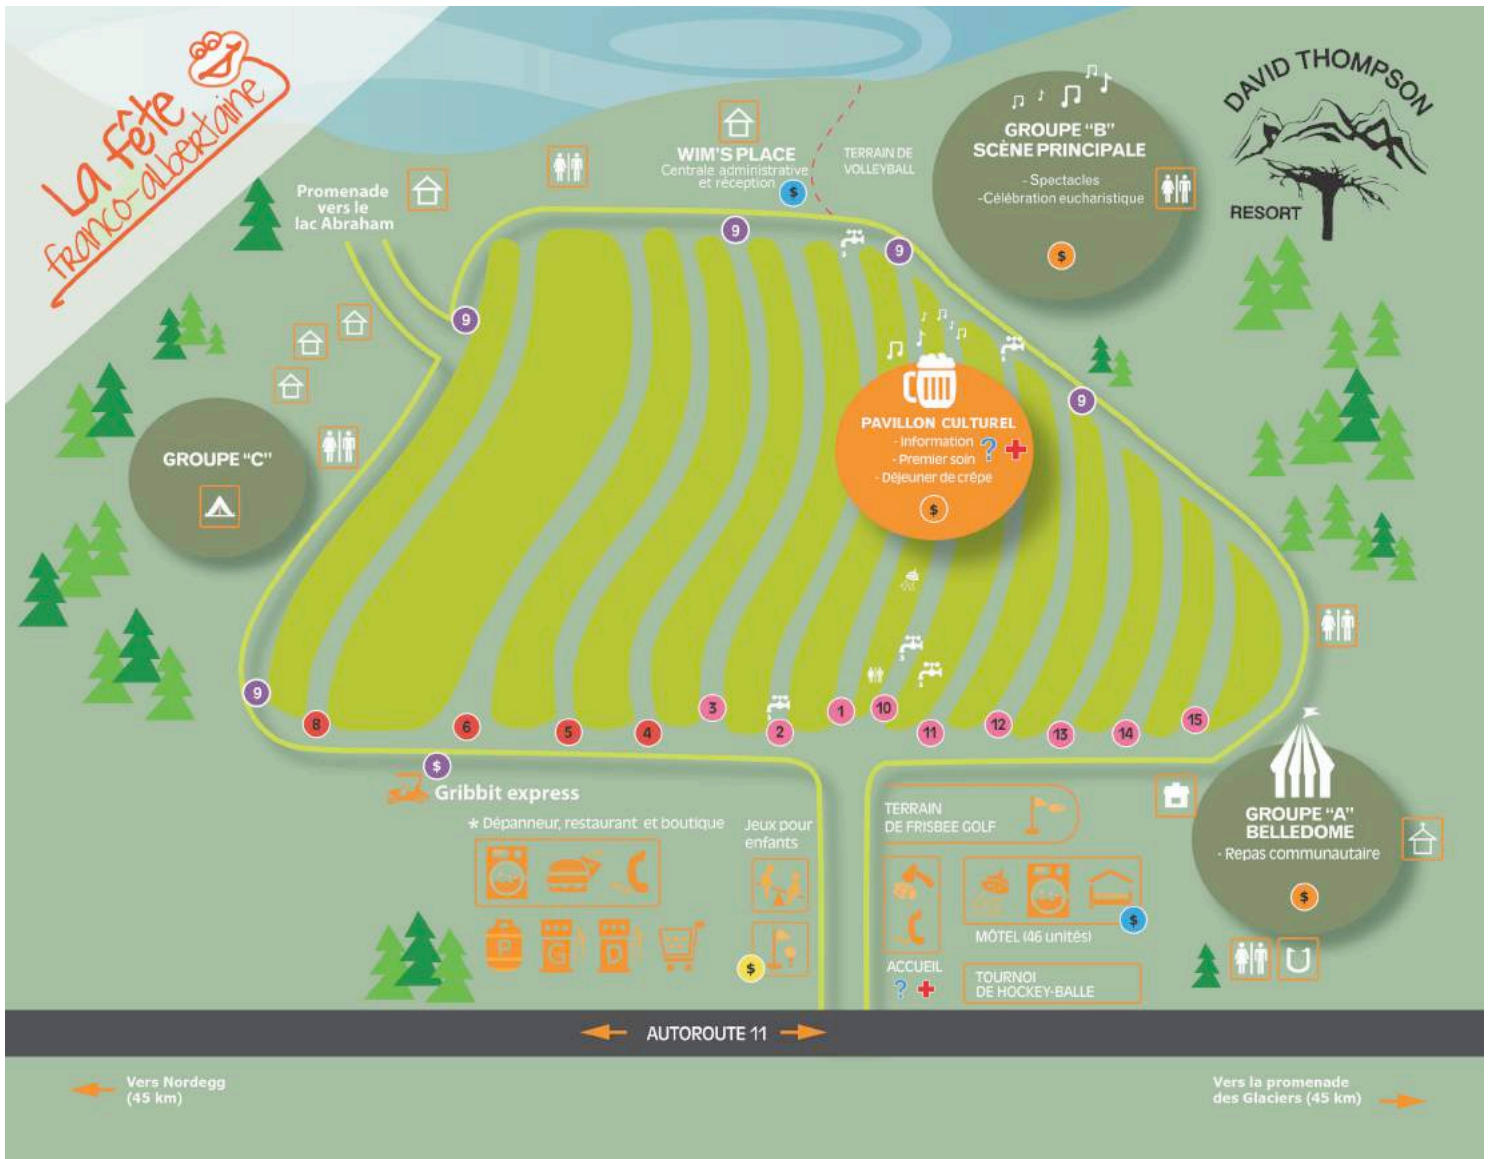 La fête
franco-albertaine
DAVID THOMPSON
RESORT
Promenade
vers le
lac Abraham
WIM'S PLACE
Centrale administrative
et réception
$
TERRAIN DE
VOLLEYBALL
GROUPE "B"
SCÈNE PRINCIPALE
- Spectacles
-Célébration eucharistique
$
9
9
9
9
GROUPE "C"
PAVILLON CULTUREL
- Information
- Premier soin
- Déjeuner de crêpe
?
$
9
8
6
5
4
3
2
1
10
11
12
13
14
15
$
Gribbit express
* Dépanneur, restaurant et boutique
P
G
D
Jeux pour
enfants
$
TERRAIN
DE FRISBEE GOLF
MÔTEL (46 unités)
$
ACCUEIL
?
TOURNOI
DE HOCKEY-BALLE
GROUPE "A"
BELLEDOME
- Repas communautaire
$
AUTOROUTE 11
Vers Nordegg
(45 km)
Vers la promenade
des Glaciers (45 km)